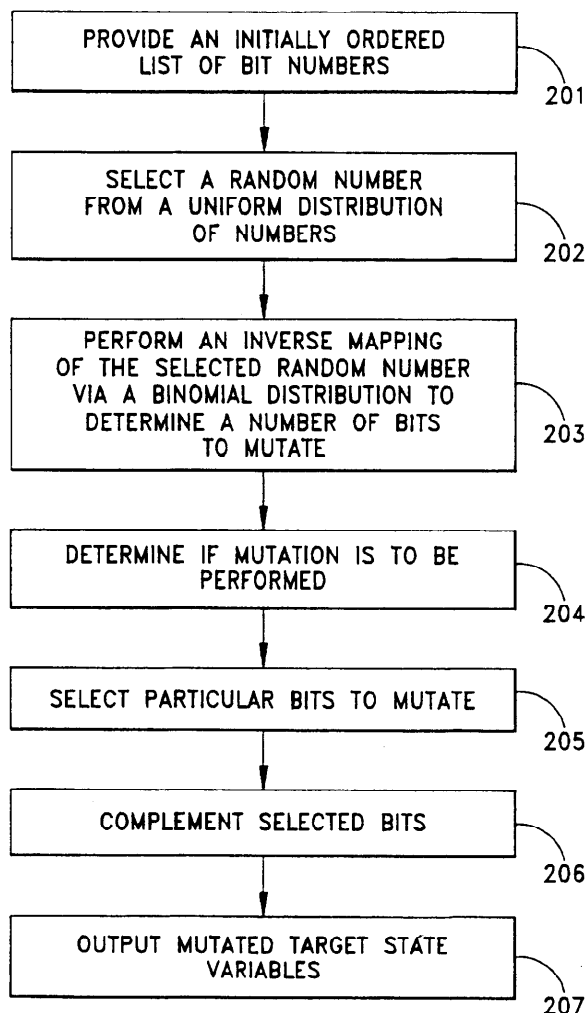 PROVIDE AN INITIALLY ORDERED
LIST OF BIT NUMBERS
201
SELECT A RANDOM NUMBER
FROM A UNIFORM DISTRIBUTION
OF NUMBERS
202
PERFORM AN INVERSE MAPPING
OF THE SELECTED RANDOM NUMBER
VIA A BINOMIAL DISTRIBUTION TO
DETERMINE A NUMBER OF BITS
TO MUTATE
203
DETERMINE IF MUTATION IS TO BE
PERFORMED
204
SELECT PARTICULAR BITS TO MUTATE
205
COMPLEMENT SELECTED BITS
206
OUTPUT MUTATED TARGET STATE
VARIABLES
207